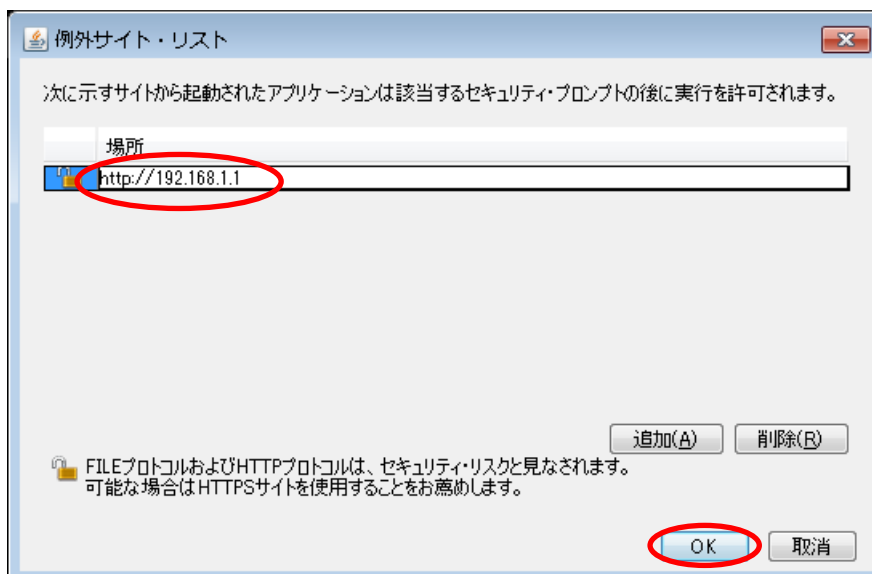 例外サイト・リスト
次に示すサイトから起動されたアプリケーションは該当するセキュリティ・プロンプトの後に実行を許可されます。
場所
http://192.168.1.1
追加(A) 削除(R)
FILEプロトコルおよびHTTPプロトコルは、セキュリティ・リスクと見なされます。
可能な場合はHTTPSサイトを使用することをお薦めします。
OK 取消